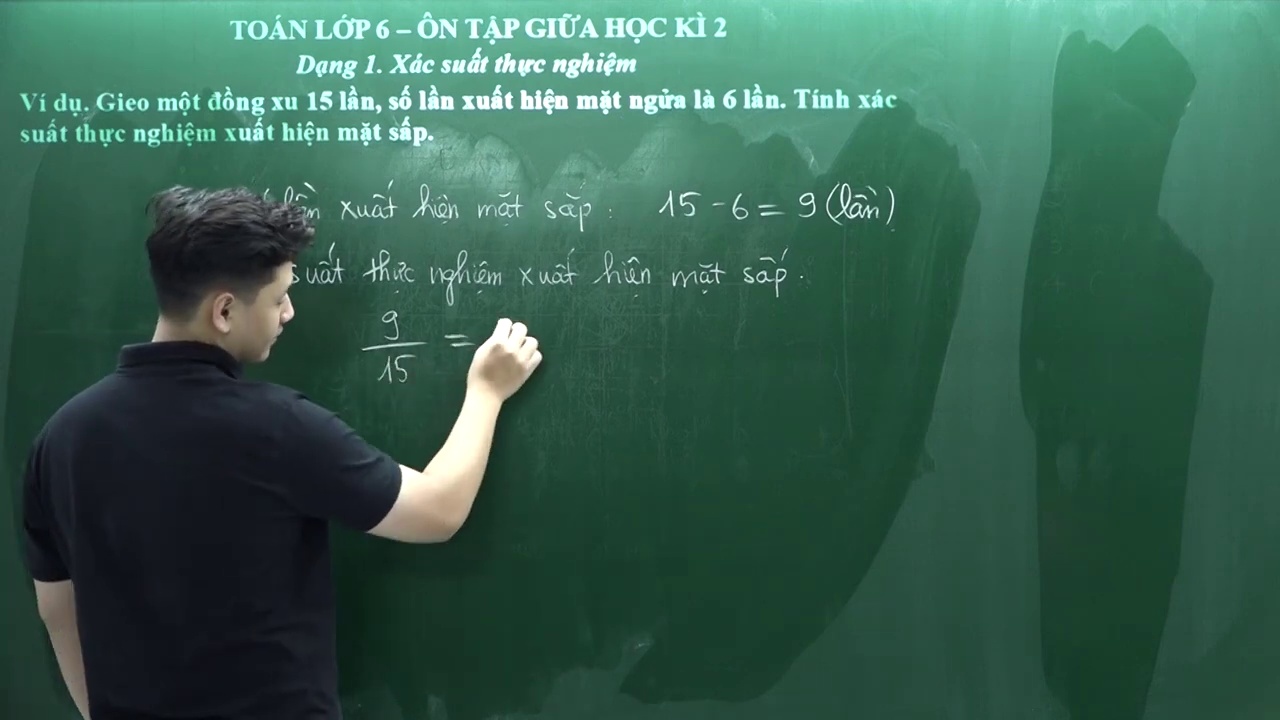 TOÁN LỚP 6 – ÔN TẬP GIỮA HỌC KÌ 2
Dạng 1. Xác suất thực nghiệm
Ví dụ. Gieo một đồng xu 15 lần, số lần xuất hiện mặt ngửa là 6 lần. Tính xác
suất thực nghiệm xuất hiện mặt sấp.
lần xuất hiện mặt sấp: 15 - 6 = 9 (lần)
suất thực nghiệm xuất hiện mặt sấp.
9
15 =